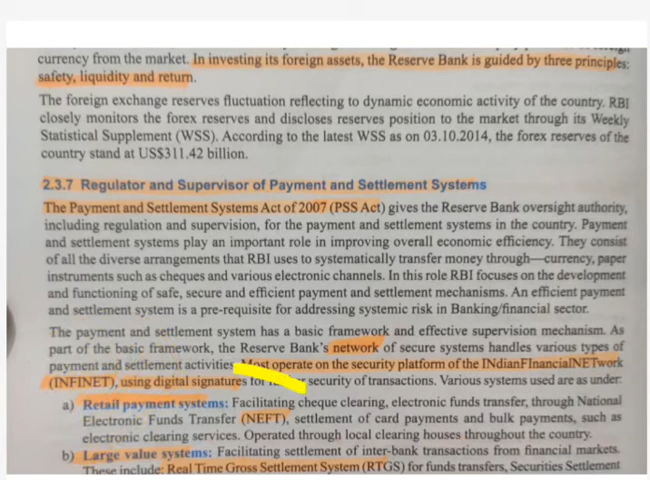 currency from the market. In investing its foreign assets, the Reserve Bank is guided by three principles:
safety, liquidity and return.
The foreign exchange reserves fluctuation reflecting to dynamic economic activity of the country. RBI
closely monitors the forex reserves and discloses reserves position to the market through its Weekly
Statistical Supplement (WSS). According to the latest WSS as on 03.10.2014, the forex reserves of the
country stand at US$311.42 billion.
2.3.7 Regulator and Supervisor of Payment and Settlement Systems
The Payment and Settlement Systems Act of 2007 (PSS Act) gives the Reserve Bank oversight authority,
including regulation and supervision, for the payment and settlement systems in the country. Payment
and settlement systems play an important role in improving overall economic efficiency. They consist
of all the diverse arrangements that RBI uses to systematically transfer money through—currency, paper
instruments such as cheques and various electronic channels. In this role RBI focuses on the development
and functioning of safe, secure and efficient payment and settlement mechanisms. An efficient payment
and settlement system is a pre-requisite for addressing systemic risk in Banking/financial sector.
The payment and settlement system has a basic framework and effective supervision mechanism. As
part of the basic framework, the Reserve Bank's network of secure systems handles various types of
payment and settlement activities. Most operate on the security platform of the INdianFInancialNETwork
(INFINET), using digital signatures for security of transactions. Various systems used are as under:
a) Retail payment systems: Facilitating cheque clearing, electronic funds transfer, through National
Electronic Funds Transfer (NEFT), settlement of card payments and bulk payments, such as
electronic clearing services. Operated through local clearing houses throughout the country.
b) Large value systems: Facilitating settlement of inter-bank transactions from financial markets.
These include: Real Time Gross Settlement System (RTGS) for funds transfers, Securities Settlement